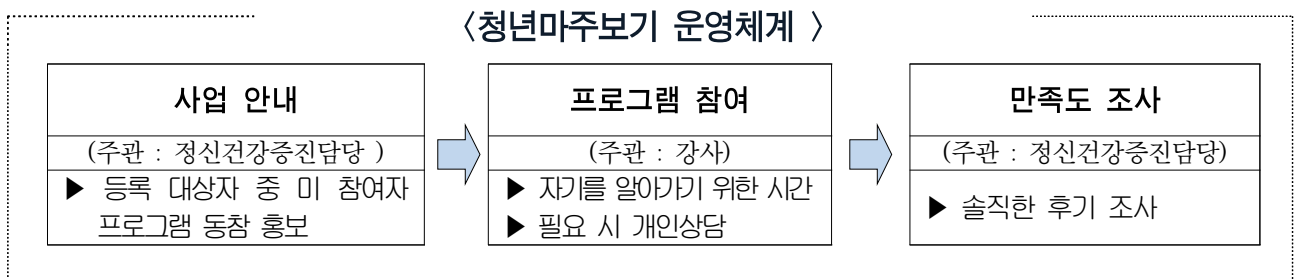 〈청년마주보기 운영체계 〉
사업 안내
(주관 : 정신건강증진담당 )
▶ 등록 대상자 중 미 참여자
프로그램 동참 홍보
프로그램 참여
(주관 : 강사)
▶ 자기를 알아가기 위한 시간
▶ 필요 시 개인상담
만족도 조사
(주관 : 정신건강증진담당)
▶ 솔직한 후기 조사